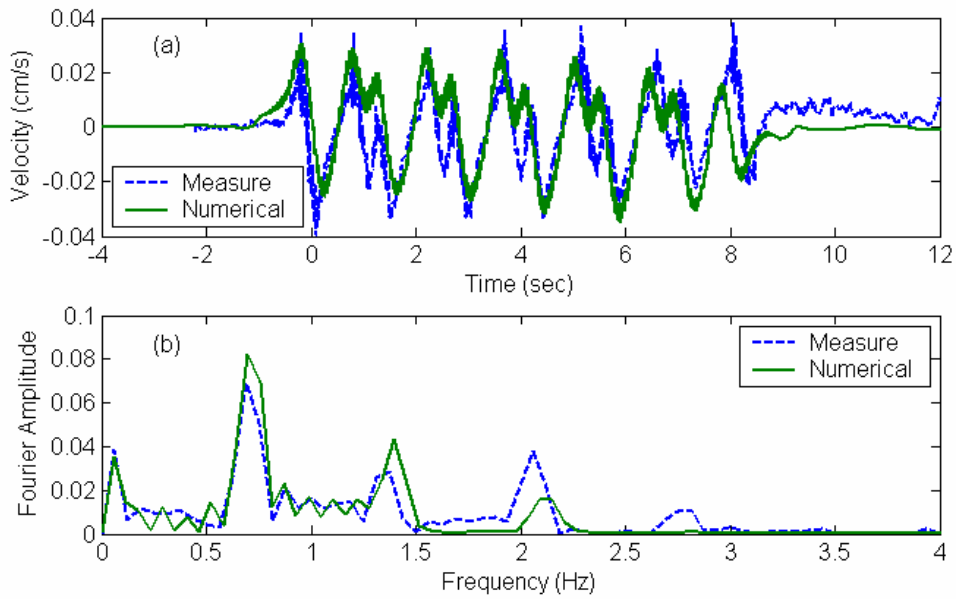 0.04
0.02
0
-0.02
-0.04
Velocity (cm/s)
(a)
Measure
Numerical
-4 -2 0 2 4 6 8 10 12
Time (sec)
0.1
0.08
0.06
0.04
0.02
0
Fourier Amplitude
(b)
Measure
Numerical
0 0.5 1 1.5 2 2.5 3 3.5 4
Frequency (Hz)